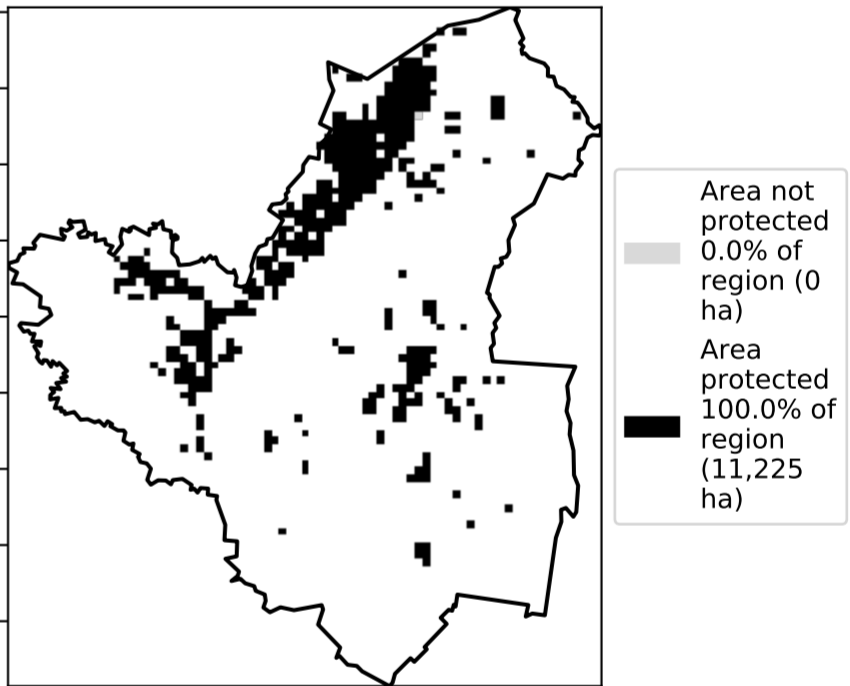 Area not
protected
0.0% of
region (0
ha)
Area
protected
100.0% of
region
(11,225
ha)